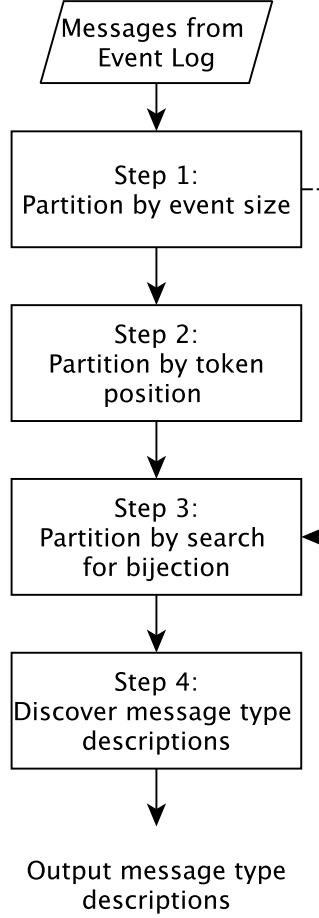 Messages from
Event Log
Step 1:
Partition by event size
Step 2:
Partition by token
position
Step 3:
Partition by search
for bijection
Step 4:
Discover message type
descriptions
Output message type
descriptions